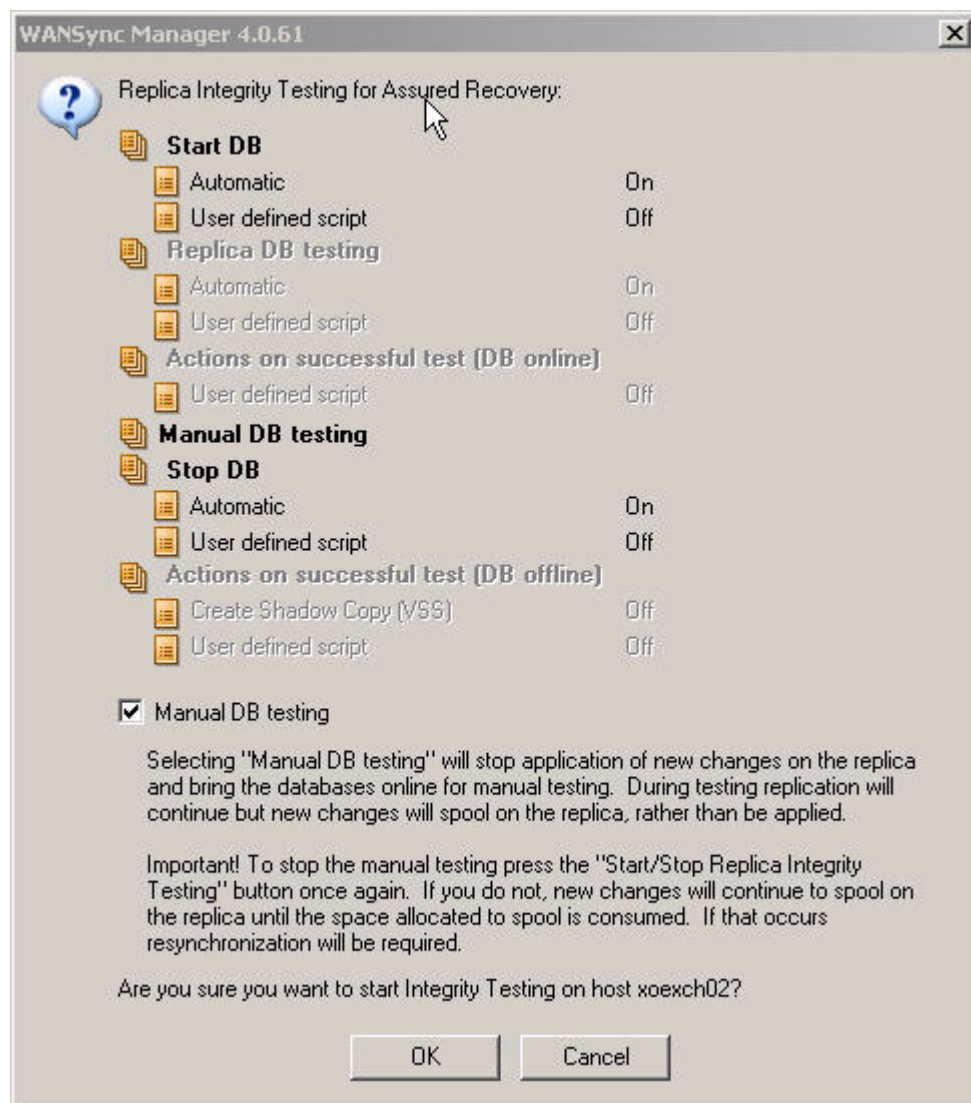 WANSync Manager 4.0.61
Replica Integrity Testing for Assured Recovery:
Start DB
Automatic On
User defined script Off
Replica DB testing
Automatic On
User defined script Off
Actions on successful test (DB online)
User defined script Off
Manual DB testing
Stop DB
Automatic On
User defined script Off
Actions on successful test (DB offline)
Create Shadow Copy (VSS) Off
User defined script Off
Manual DB testing
Selecting "Manual DB testing" will stop application of new changes on the replica
and bring the databases online for manual testing. During testing replication will
continue but new changes will spool on the replica, rather than be applied.
Important! To stop the manual testing press the "Start/Stop Replica Integrity
Testing" button once again. If you do not, new changes will continue to spool on
the replica until the space allocated to spool is consumed. If that occurs
resynchronization will be required.
Are you sure you want to start Integrity Testing on host xoexch02?
OK Cancel